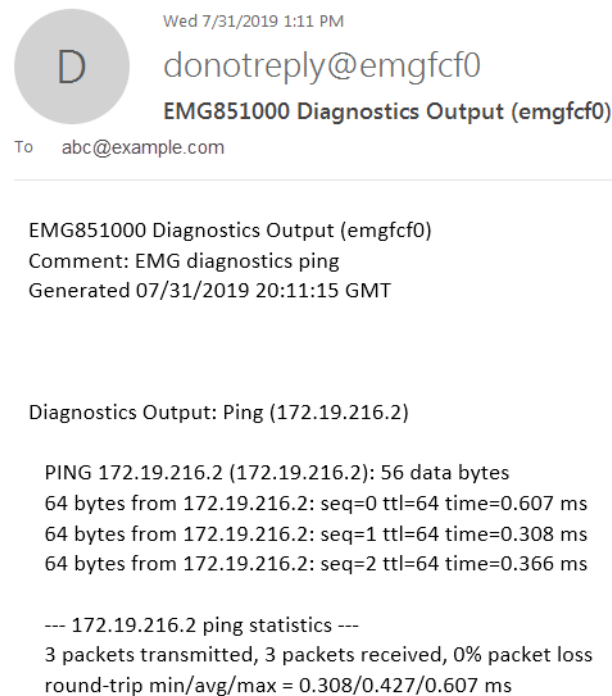 Wed 7/31/2019 1:11 PM
D
donotreply@emgfcf0
EMG851000 Diagnostics Output (emgfcf0)
To abc@example.com
EMG851000 Diagnostics Output (emgfcf0)
Comment: EMG diagnostics ping
Generated 07/31/2019 20:11:15 GMT
Diagnostics Output: Ping (172.19.216.2)
PING 172.19.216.2 (172.19.216.2): 56 data bytes
64 bytes from 172.19.216.2: seq=0 ttl=64 time=0.607 ms
64 bytes from 172.19.216.2: seq=1 ttl=64 time=0.308 ms
64 bytes from 172.19.216.2: seq=2 ttl=64 time=0.366 ms
--- 172.19.216.2 ping statistics ---
3 packets transmitted, 3 packets received, 0% packet loss
round-trip min/avg/max = 0.308/0.427/0.607 ms